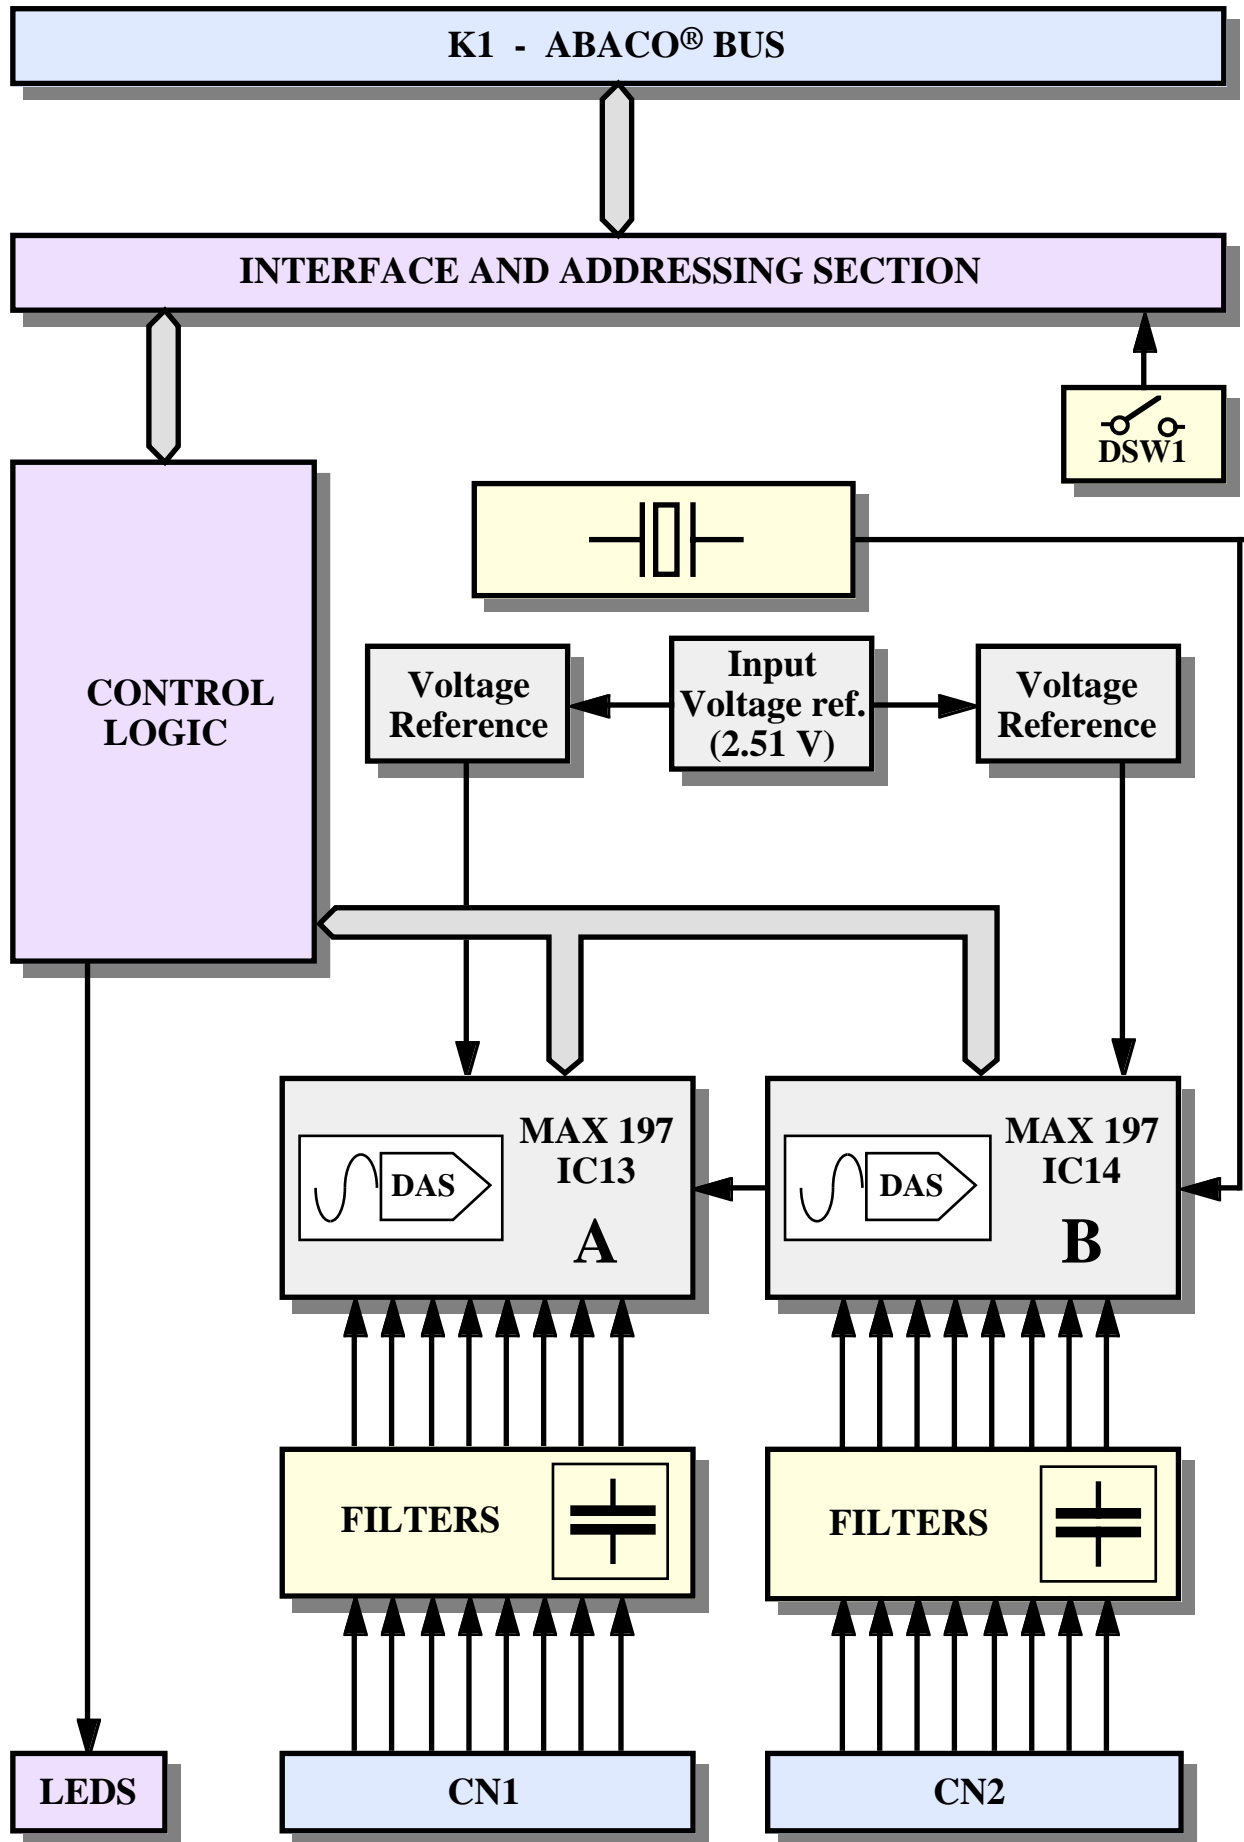 K1 - ABACO® BUS
INTERFACE AND ADDRESSING SECTION
DSW1
CONTROL
LOGIC
Voltage
Reference
Input
Voltage ref.
(2.51 V)
Voltage
Reference
MAX 197
IC13
DAS
A
MAX 197
IC14
DAS
B
FILTERS
FILTERS
LEDS
CN1
CN2